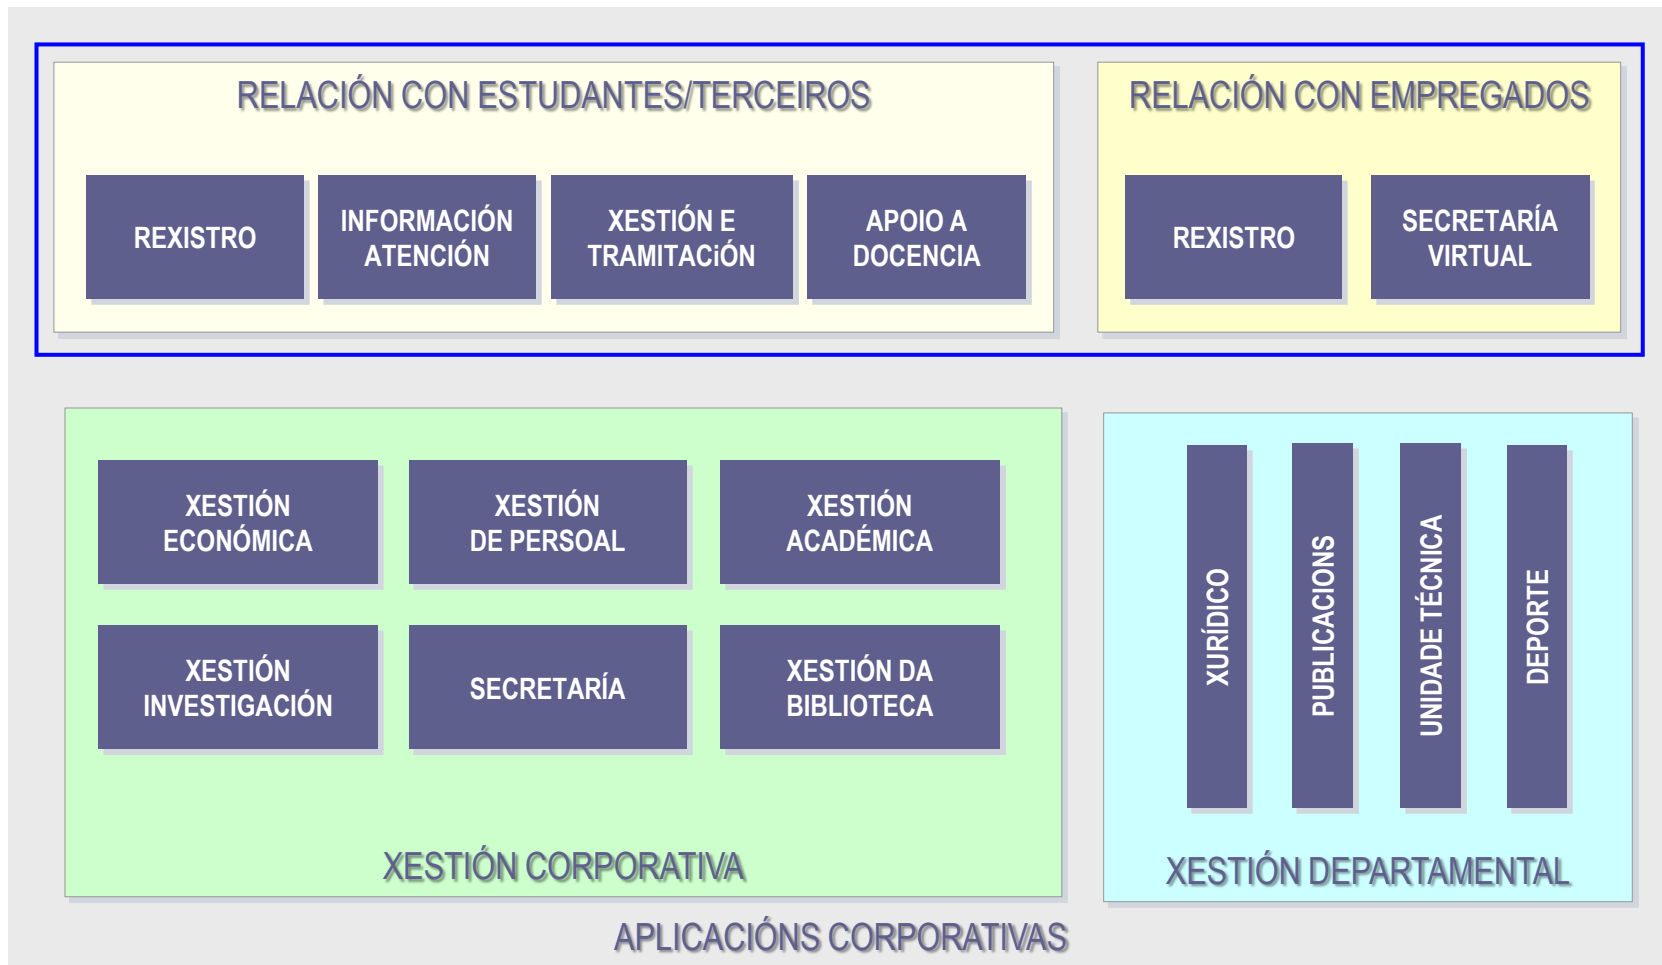 RELACIÓN CON ESTUDANTES/TERCEIROS
REXISTRO
INFORMACIÓN
ATENCIÓN
XESTIÓN E
TRAMITACiÓN
APOIO A
DOCENCIA
RELACIÓN CON EMPREGADOS
REXISTRO
SECRETARÍA
VIRTUAL
XESTIÓN
ECONÓMICA
XESTIÓN
DE PERSOAL
XESTIÓN
ACADÉMICA
XESTIÓN
INVESTIGACIÓN
SECRETARÍA
XESTIÓN DA
BIBLIOTECA
XESTIÓN CORPORATIVA
XURÍDICO
PUBLICACIONS
UNIDADE TÉCNICA
DEPORTE
XESTIÓN DEPARTAMENTAL
APLICACIÓNS CORPORATIVAS